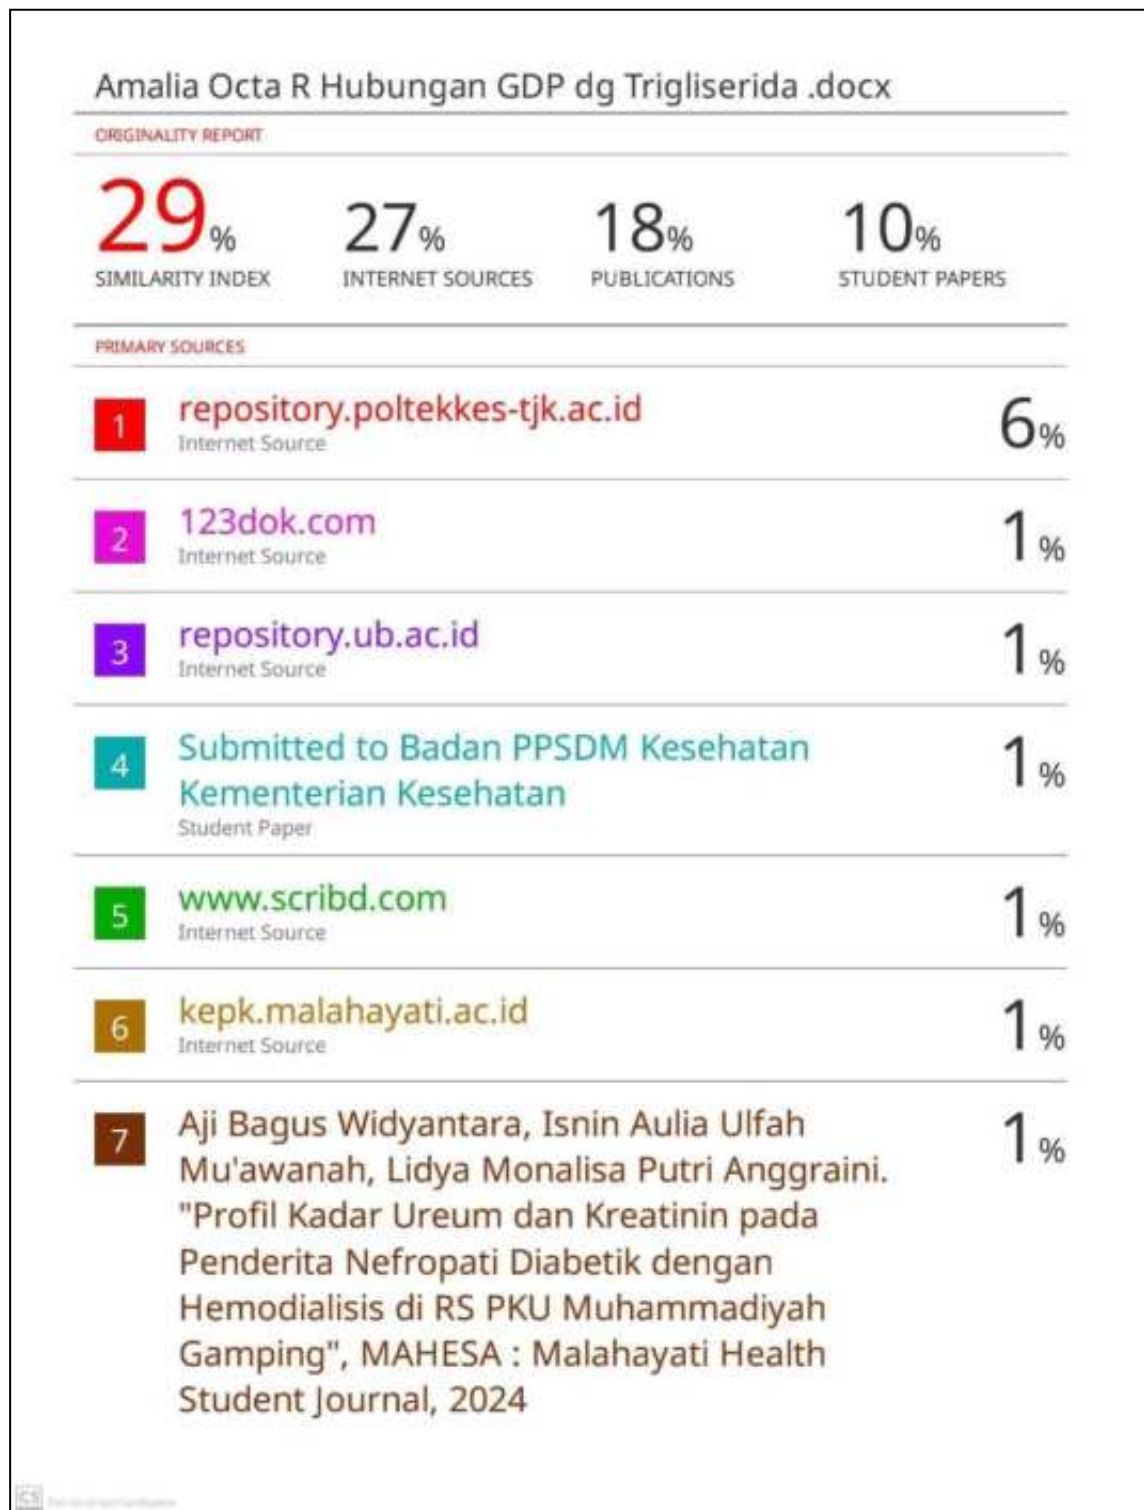 Amalia Octa R Hubungan GDP dg Trigliserida .docx
ORIGINALITY REPORT
29%
27%
18%
10%
SIMILARITY INDEX
INTERNET SOURCES
PUBLICATIONS
STUDENT PAPERS
PRIMARY SOURCES
1
repository.poltekkes-tjk.ac.id
Internet Source
6%
2
123dok.com
Internet Source
1%
3
repository.ub.ac.id
Internet Source
1%
4
Submitted to Badan PPSDM Kesehatan
Kementerian Kesehatan
Student Paper
1%
5
www.scribd.com
Internet Source
1%
6
kepk.malahayati.ac.id
Internet Source
1%
7
Aji Bagus Widyantara, Isnin Aulia Ulfah
Mu'awanah, Lidya Monalisa Putri Anggraini.
"Profil Kadar Ureum dan Kreatinin pada
Penderita Nefropati Diabetik dengan
Hemodialisis di RS PKU Muhammadiyah
Gamping", MAHESA : Malahayati Health
Student Journal, 2024
1%
CS